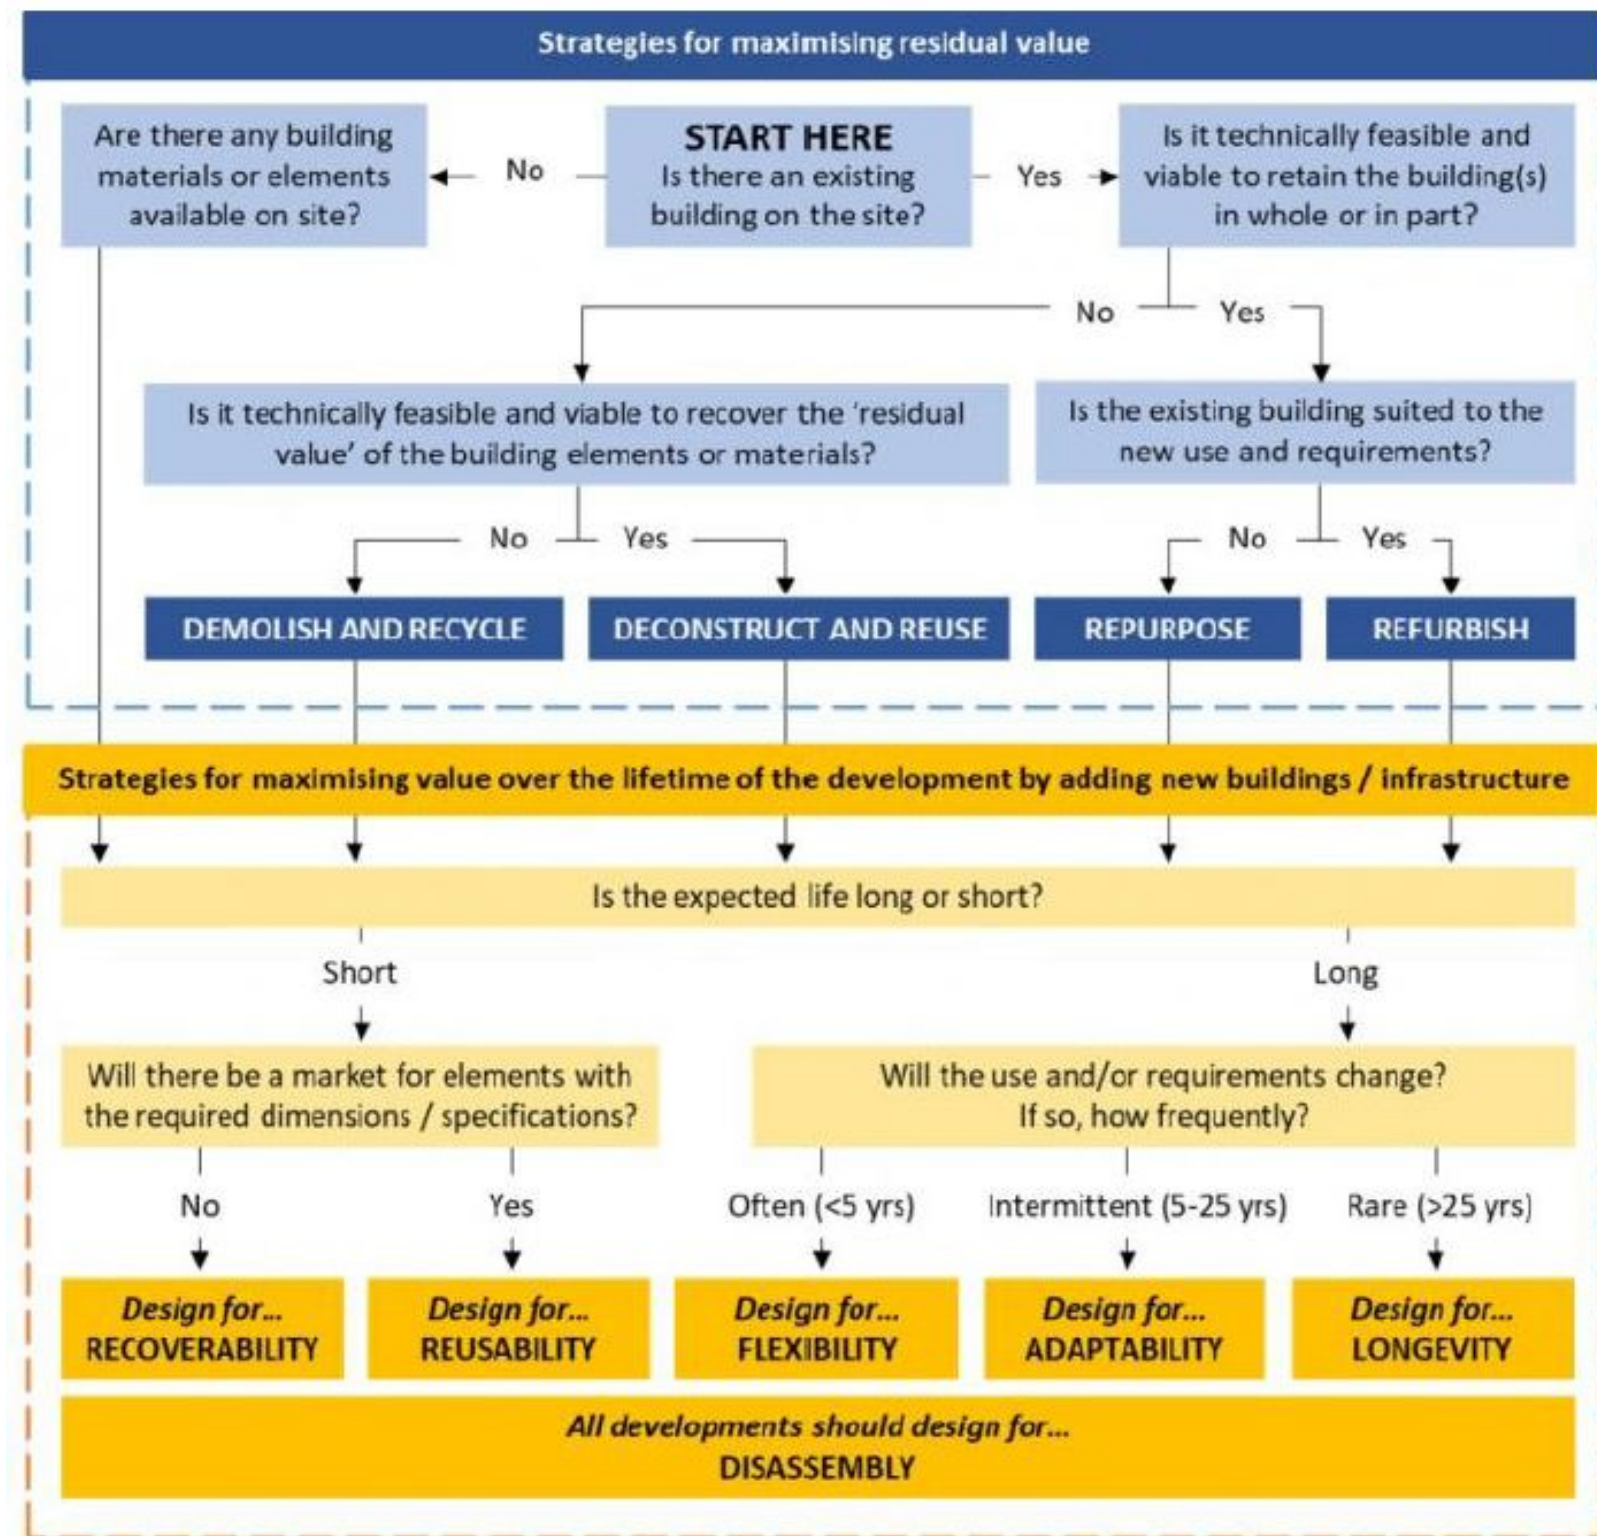 Strategies for maximising residual value
Are there any building
materials or elements
available on site?
No
START HERE
Is there an existing
building on the site?
Yes
Is it technically feasible and
viable to retain the building(s)
in whole or in part?
No
Yes
Is it technically feasible and viable to recover the ‘residual
value’ of the building elements or materials?
Is the existing building suited to the
new use and requirements?
No
Yes
No
Yes
DEMOLISH AND RECYCLE
DECONSTRUCT AND REUSE
REPURPOSE
REFURBISH
Strategies for maximising value over the lifetime of the development by adding new buildings / infrastructure
Is the expected life long or short?
Short
Long
Will there be a market for elements with
the required dimensions / specifications?
Will the use and/or requirements change?
If so, how frequently?
No
Yes
Often (<5 yrs)
Intermittent (5-25 yrs)
Rare (>25 yrs)
Design for...
RECOVERABILITY
Design for...
REUSABILITY
Design for...
FLEXIBILITY
Design for...
ADAPTABILITY
Design for...
LONGEVITY
All developments should design for...
DISASSEMBLY